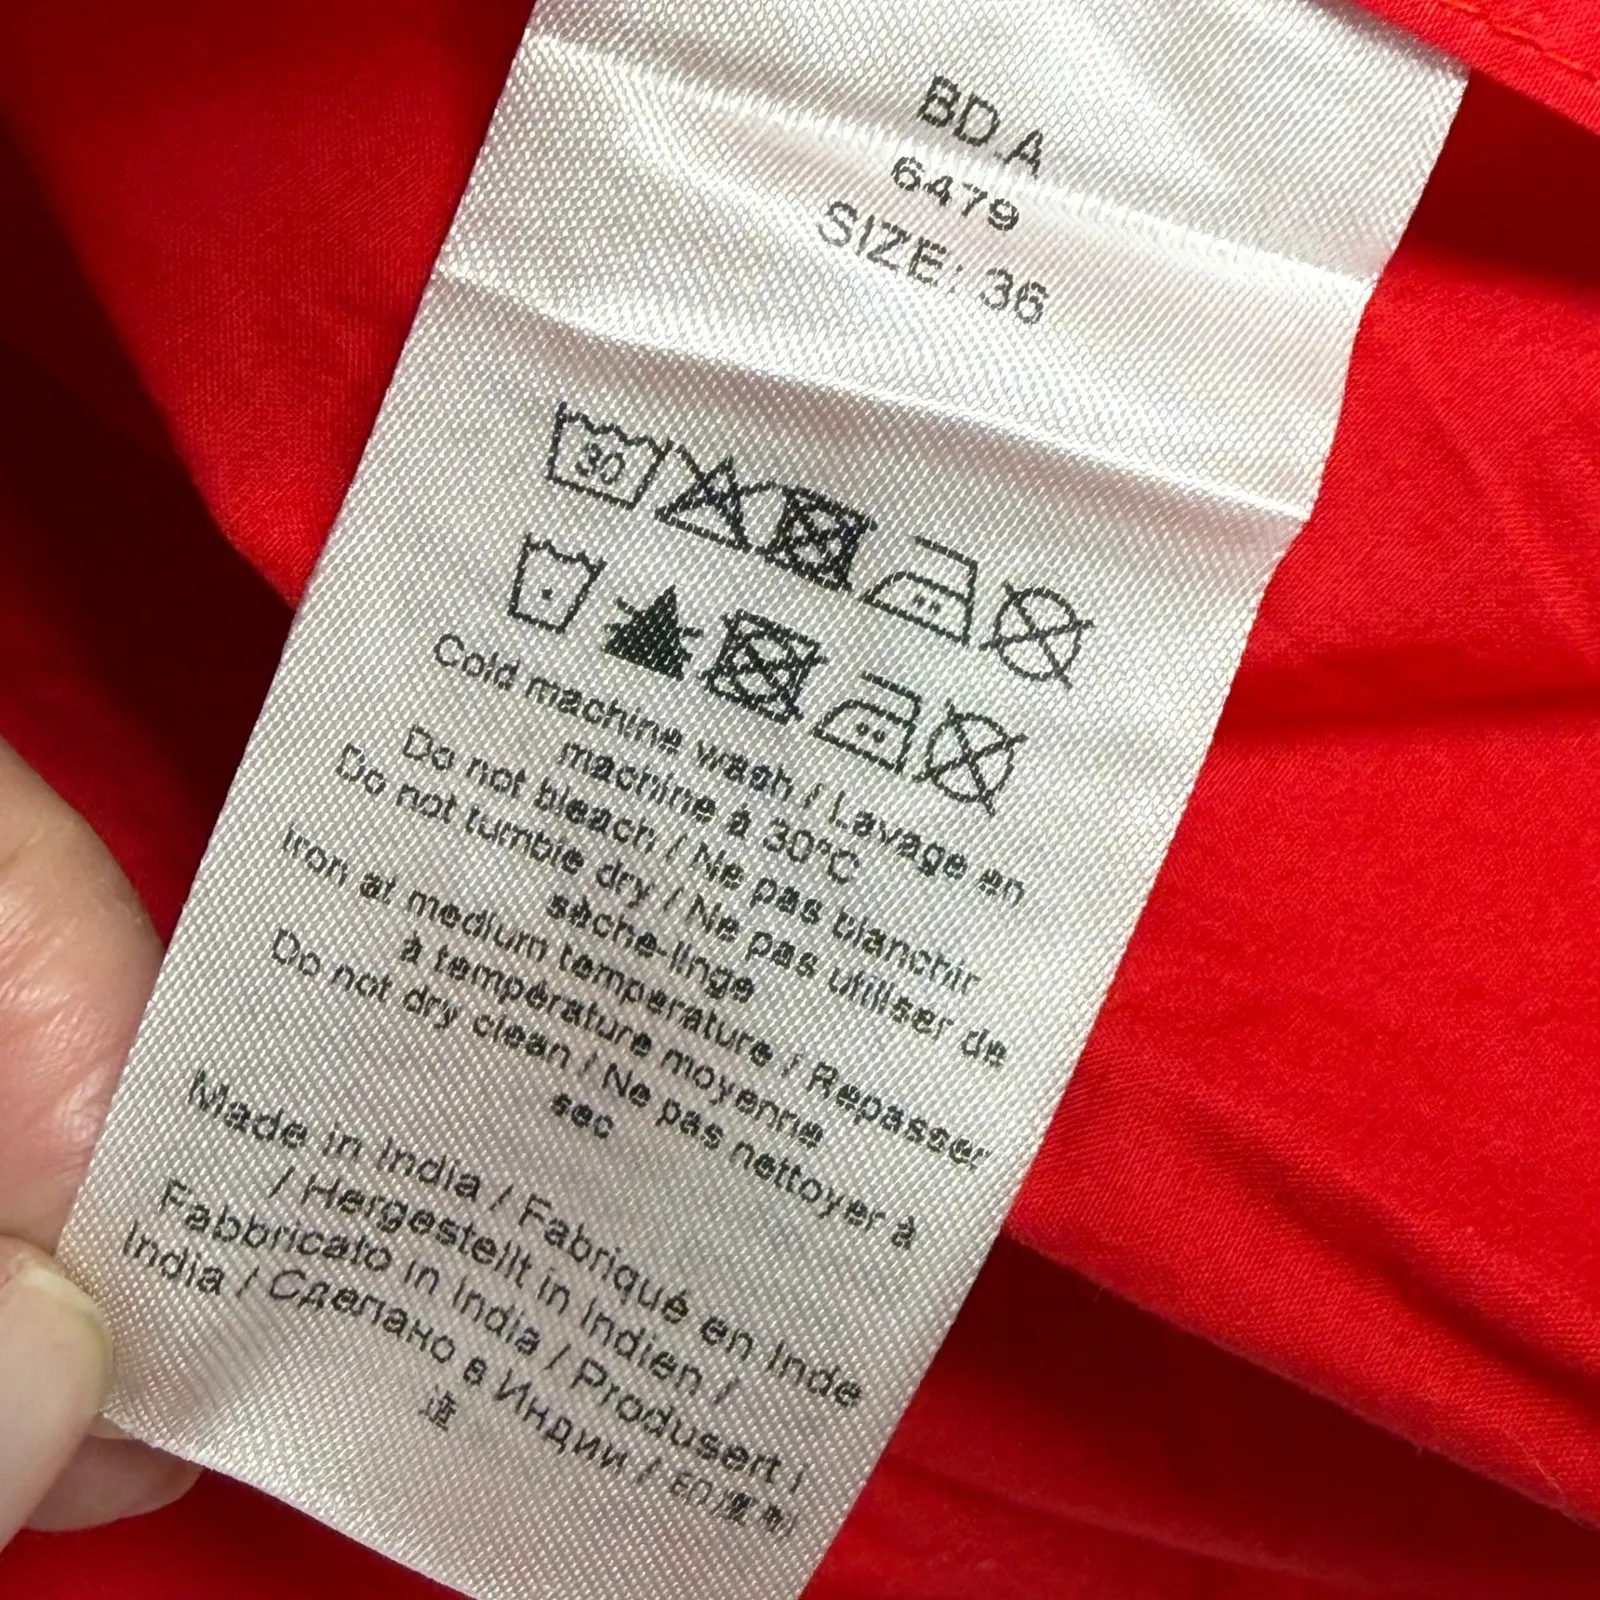 BD.A
6479
SIZE: 36
30
Cold machine wash / Lavage en
machine à 30°C
Do not bleach / Ne pas blanchir
Do not tumble dry / Ne pas utiliser de
sèche-linge
Iron at medium temperature / Repasser
à température moyenne
Do not dry clean / Ne pas nettoyer à
sec
Made in India / Fabriqué en Inde
/ Hergestellt in Indien /
Fabbricato in India / Produsert i
India / Сделано в Индии / 印度制
造